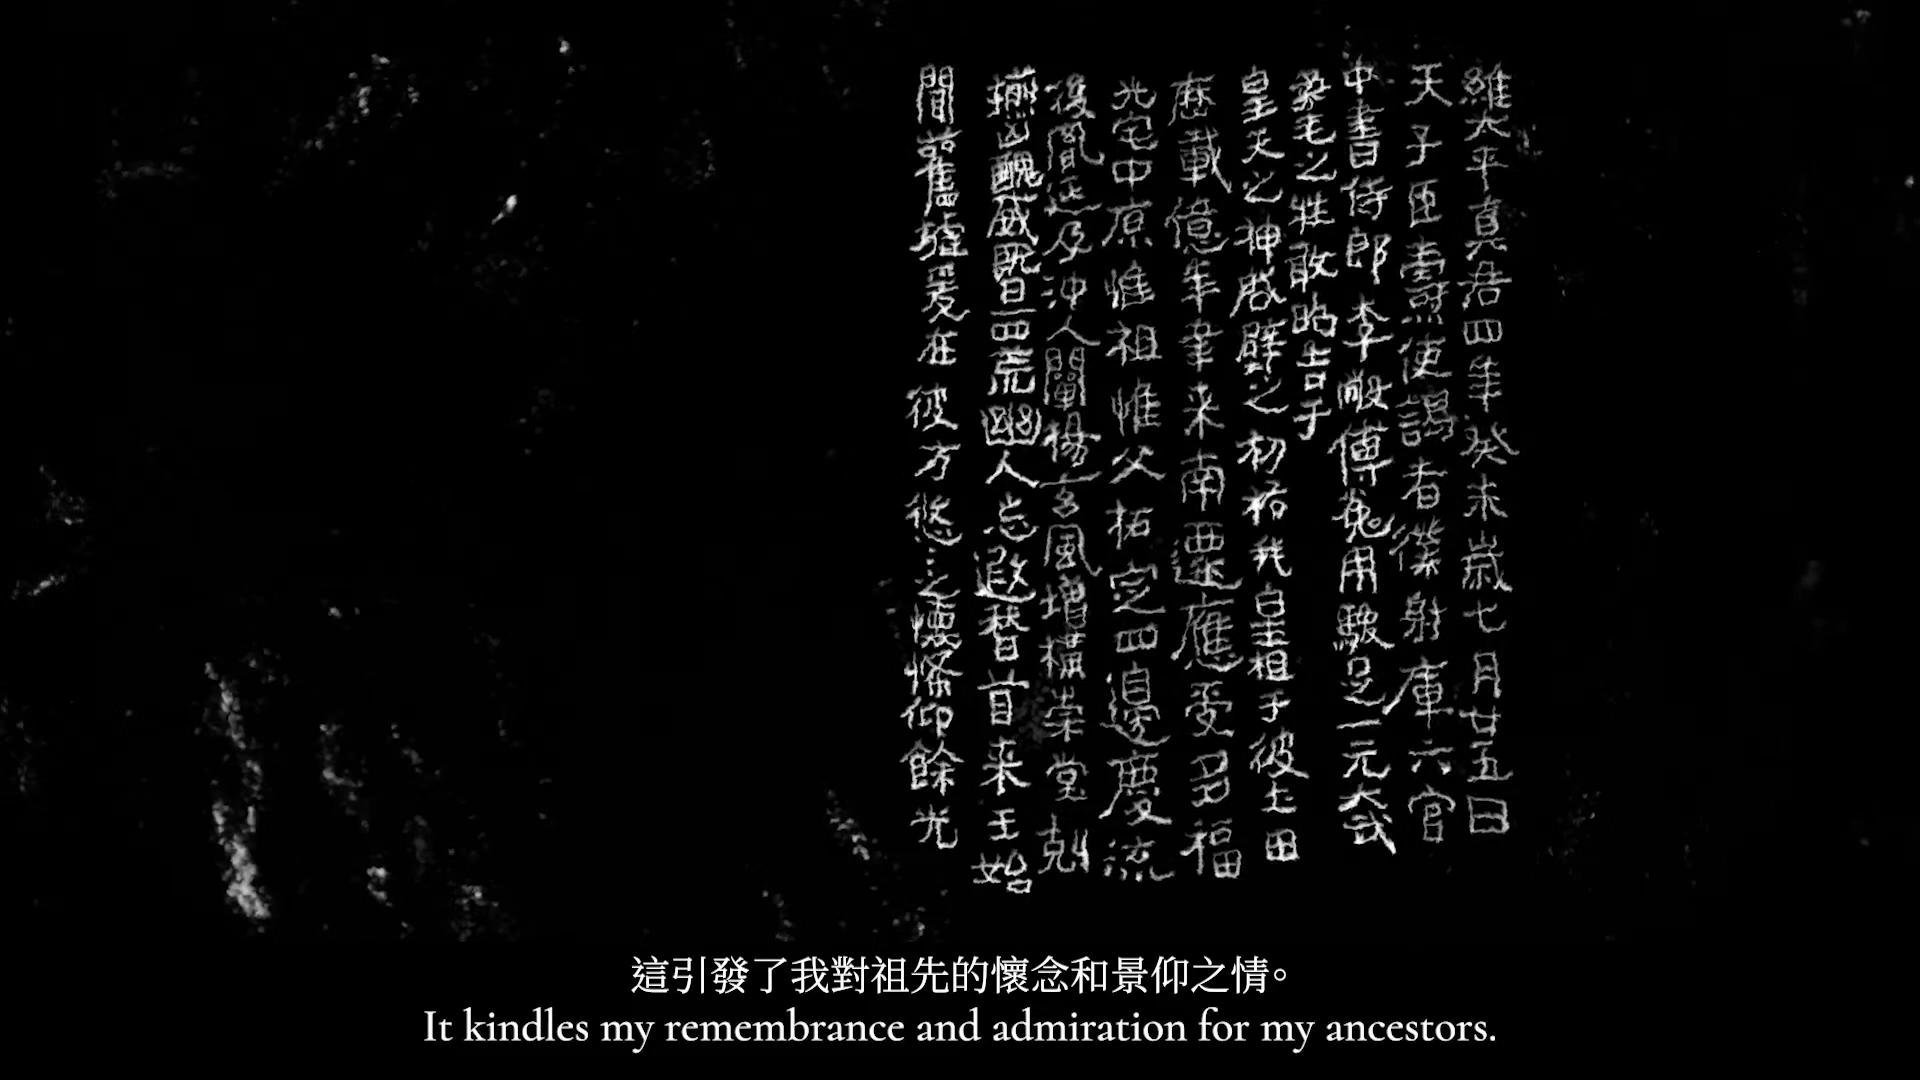 維太平真君四年癸未歲七月廿五日
天子臣燾使謁者僕射庫六官
中書侍郎李敞傅㝹用駿足一元大武
柔毛之牲敢昭告于
皇天之神啟辟之初祐我皇祖于彼土田
歷載億年聿来南遷應受多福
光宅中原惟祖惟父拓定四邊慶流
後胤延及沖人闡揚玄風增構崇堂剋
揃凶醜威暨四荒幽人忘遐稽首来王始
聞舊墟爰在彼方悠〻之懷希仰餘光
這引發了我對祖先的懷念和景仰之情。
It kindles my remembrance and admiration for my ancestors.